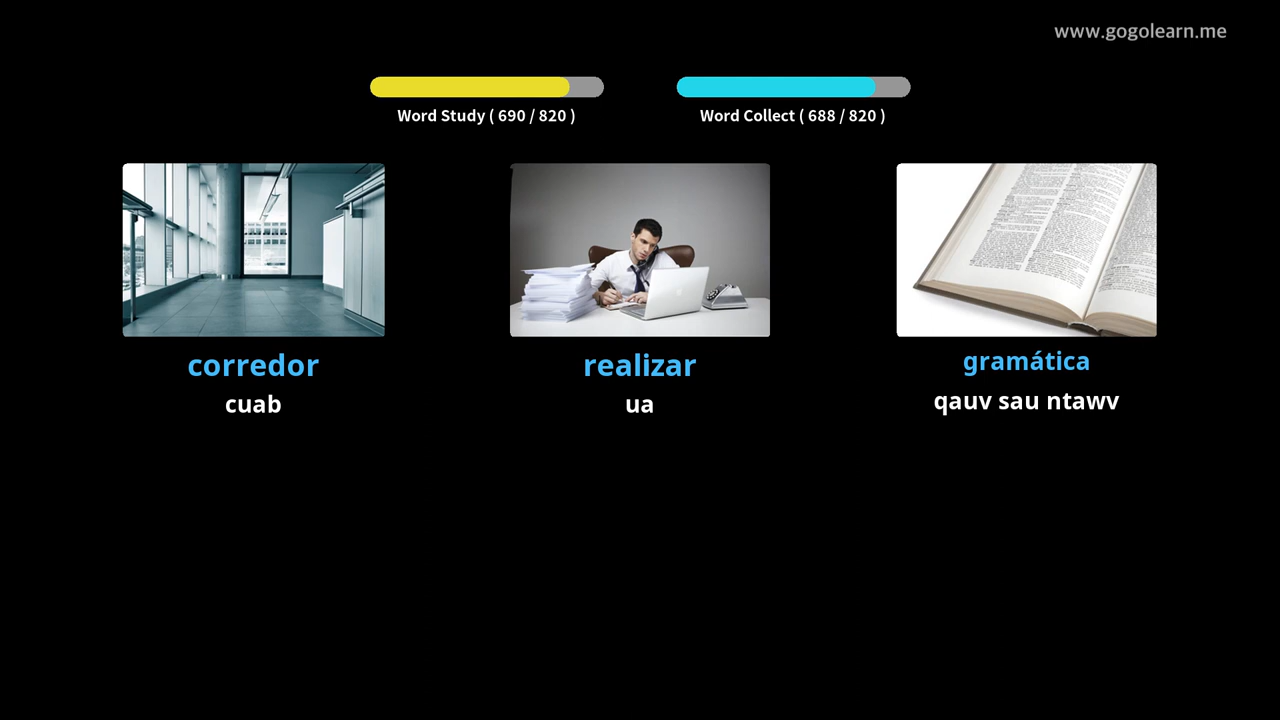 www.gogolearn.me
Word Study ( 690 / 820 )
Word Collect ( 688 / 820 )
corredor
cuab
realizar
ua
gramática
qauv sau ntawv